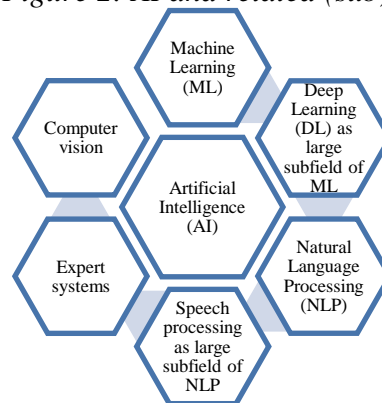 Figure 2: AI and related (sub)
Machine
Learning
(ML)
Deep
Learning
(DL) as
large
subfield of
ML
Computer
vision
Artificial
Intelligence
(AI)
Natural
Language
Processing
(NLP)
Expert
systems
Speech
processing
as large
subfield of
NLP